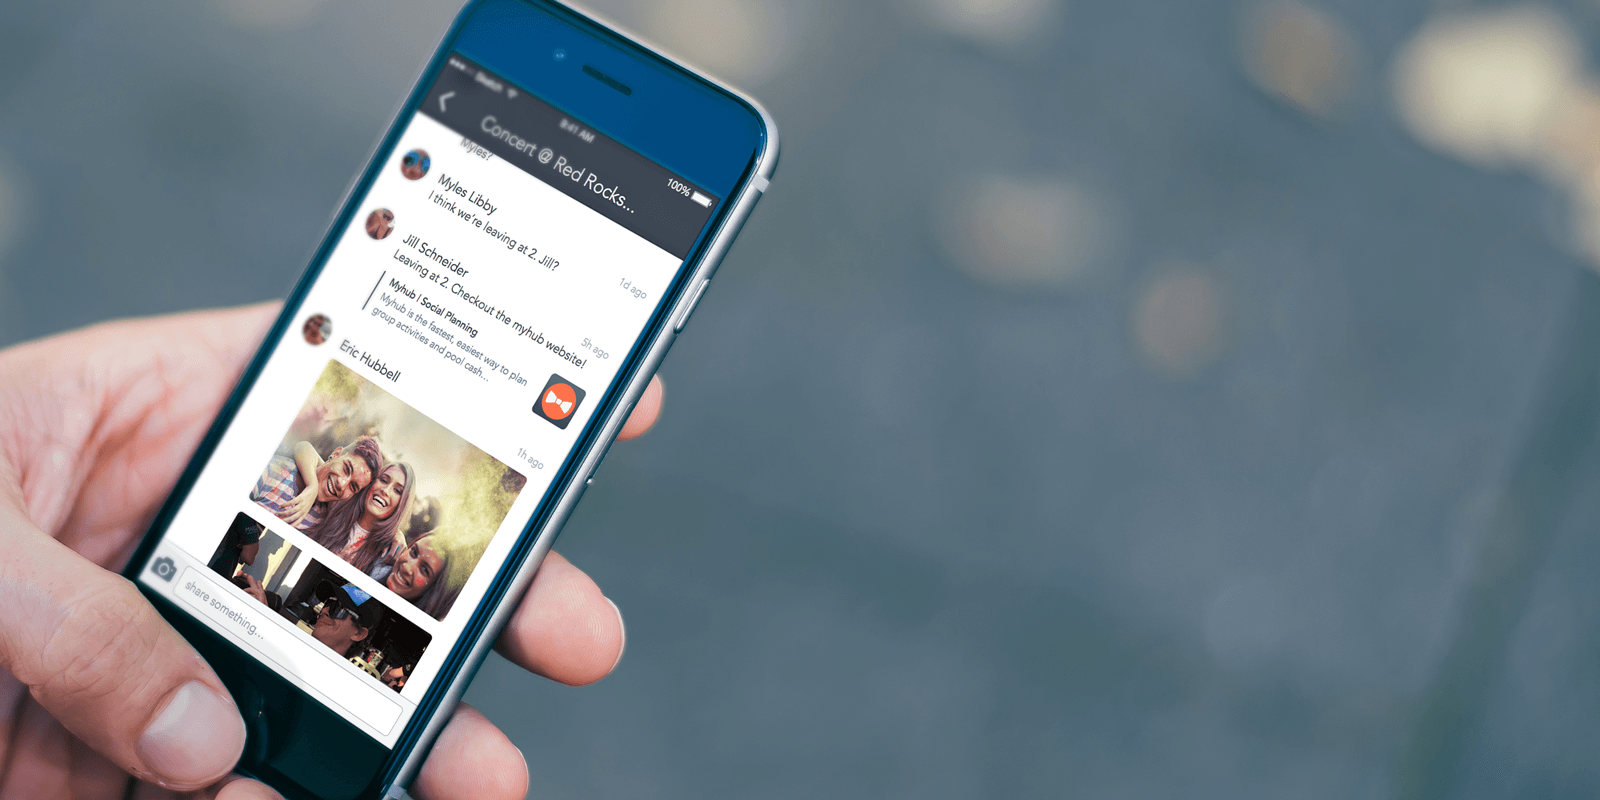 Sketch
9:41 AM
100%
Concert @ Red Rocks...
Myles?
Myles Libby
I think we're leaving at 2. Jill?
1d ago
Jill Schneider
Leaving at 2. Checkout the myhub website!
5h ago
Myhub | Social Planning
Myhub is the fastest, easiest way to plan
group activities and pool cash...
Eric Hubbell
1h ago
share something...